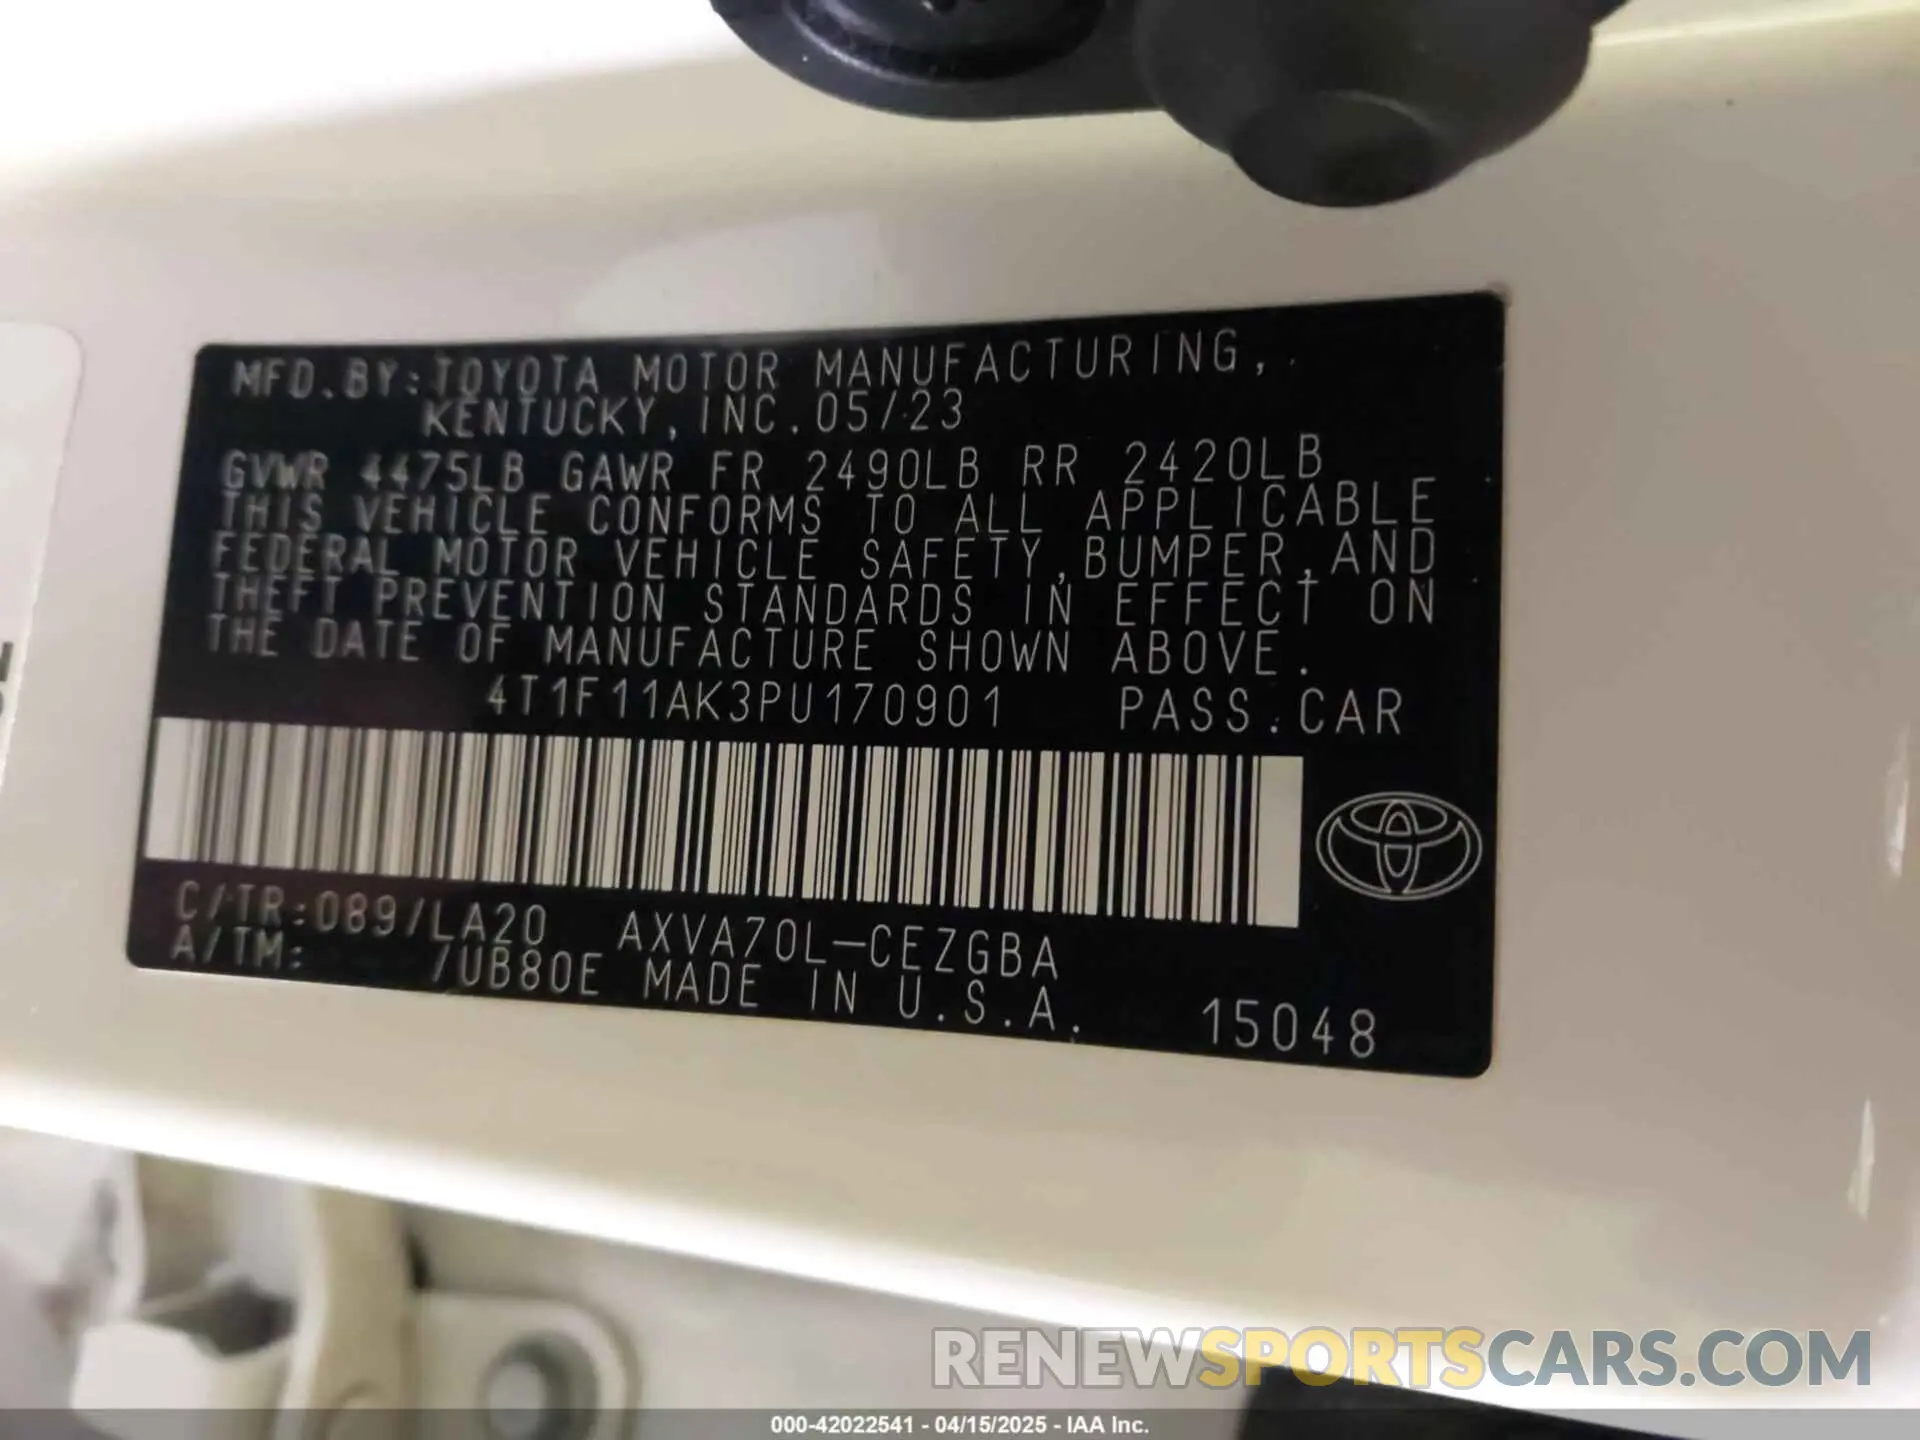 MFD.BY:TOYOTA MOTOR MANUFACTURING,
KENTUCKY, INC. 05/23
GVWR 4475LB GAWR FR 2490LB RR 2420LB
THIS VEHICLE CONFORMS TO ALL APPLICABLE
FEDERAL MOTOR VEHICLE SAFETY, BUMPER, AND
THEFT PREVENTION STANDARDS IN EFFECT ON
THE DATE OF MANUFACTURE SHOWN ABOVE.
4T1F11AK3PU170901 PASS.CAR
C/TR:089/LA20 AXVA70L-CEZGBA
A/TM: /UB80E MADE IN U.S.A.
15048
RENEWSPORTSCARS.COM
000-42022541 - 04/15/2025 - IAA Inc.